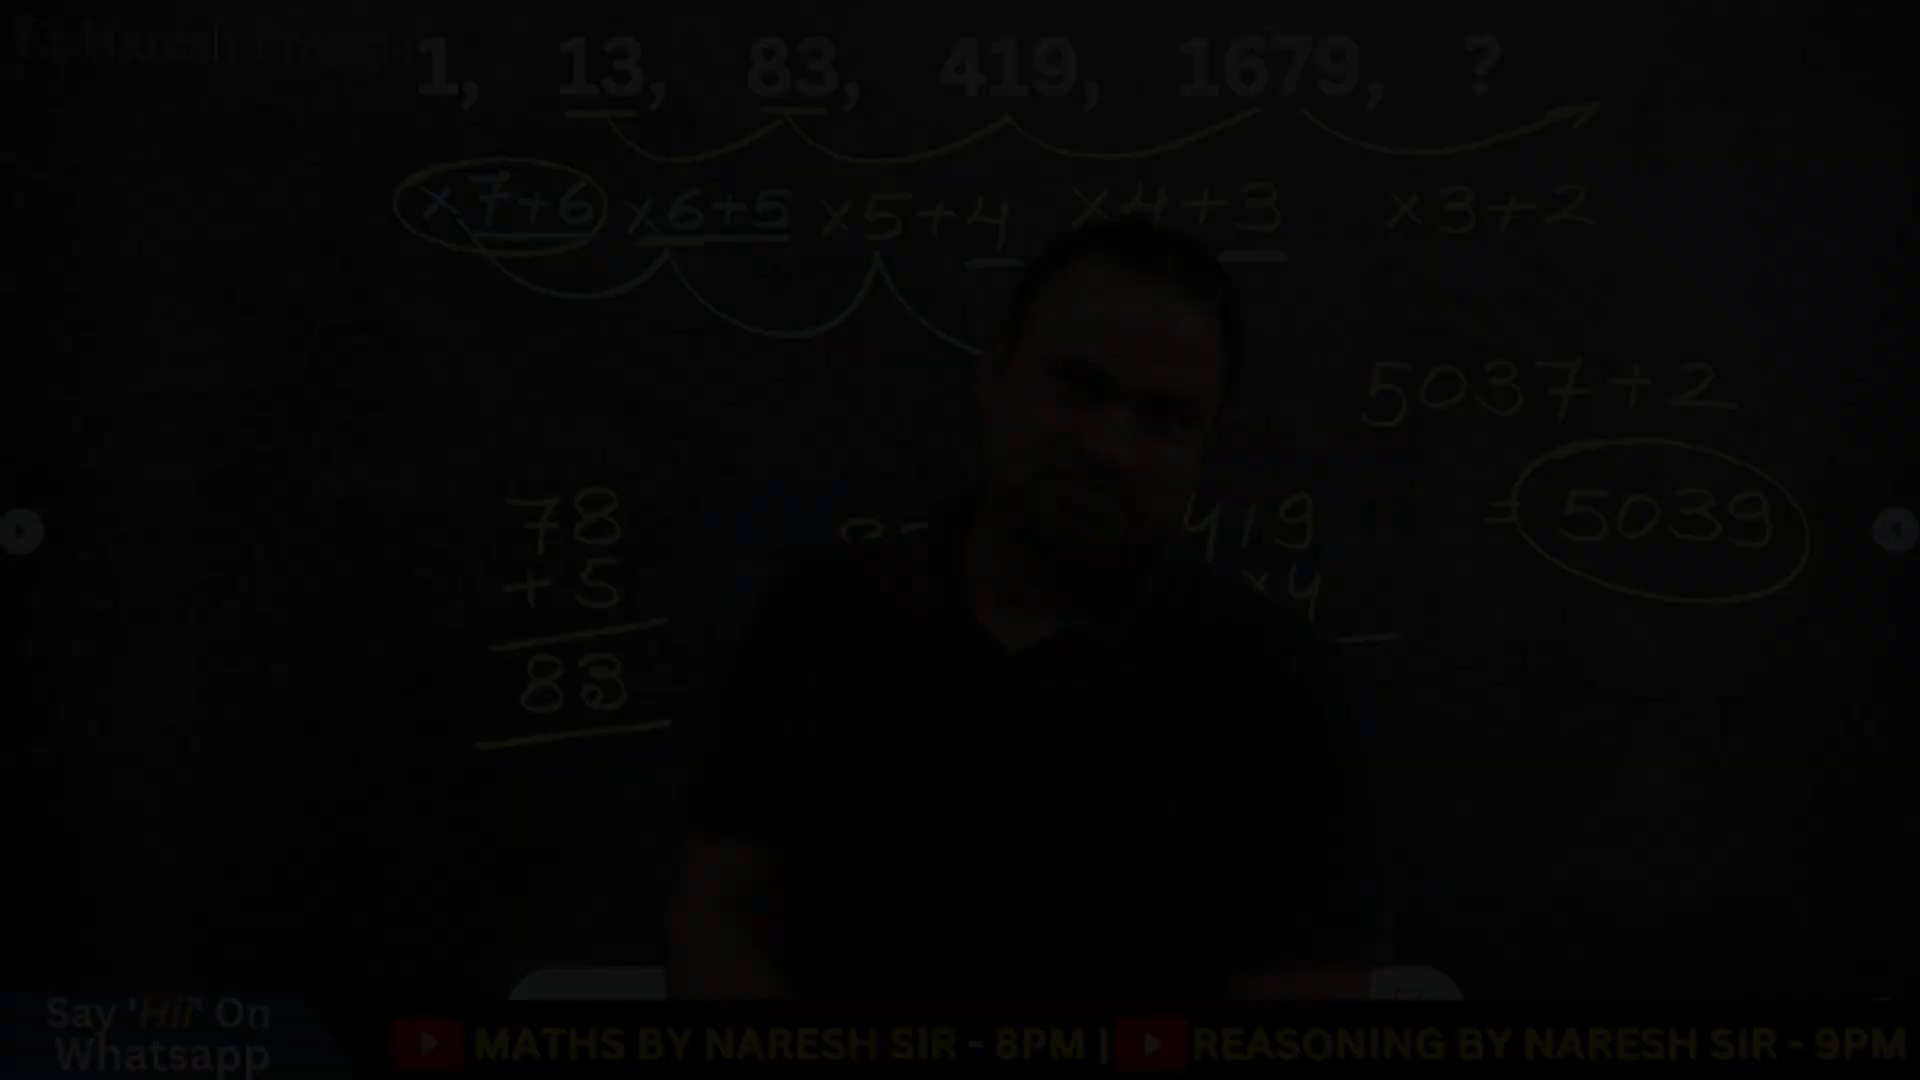 1, 13, 83, 419, 1679, ?
×7+6 ×6+5 ×5+4 ×4+3 ×3+2
5037+2
= 5039
78
+ 5
83
419
×4
Say 'Hii' On
Whatsapp
MATHS BY NARESH SIR - 8PM | REASONING BY NARESH SIR - 9PM